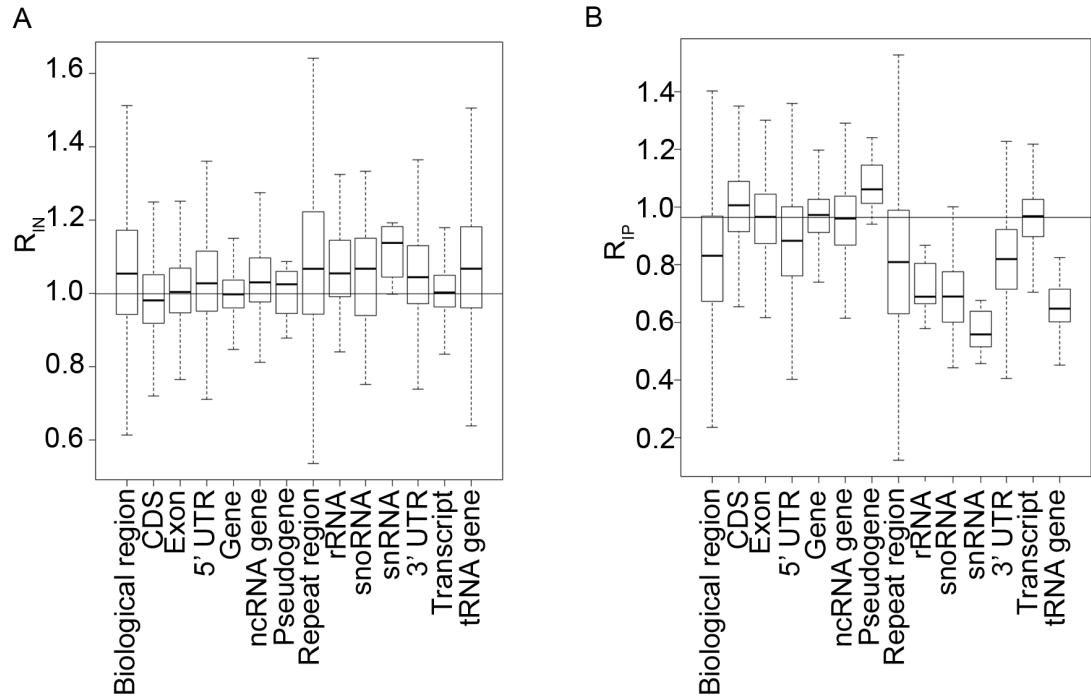 A
R_IN
1.6
1.4
1.2
1.0
0.8
0.6
Biological region
CDS
Exon
5' UTR
Gene
ncRNA gene
Pseudogene
Repeat region
rRNA
snoRNA
snRNA
3' UTR
Transcript
tRNA gene
B
R_IP
1.4
1.2
1.0
0.8
0.6
0.4
0.2
Biological region
CDS
Exon
5' UTR
Gene
ncRNA gene
Pseudogene
Repeat region
rRNA
snoRNA
snRNA
3' UTR
Transcript
tRNA gene